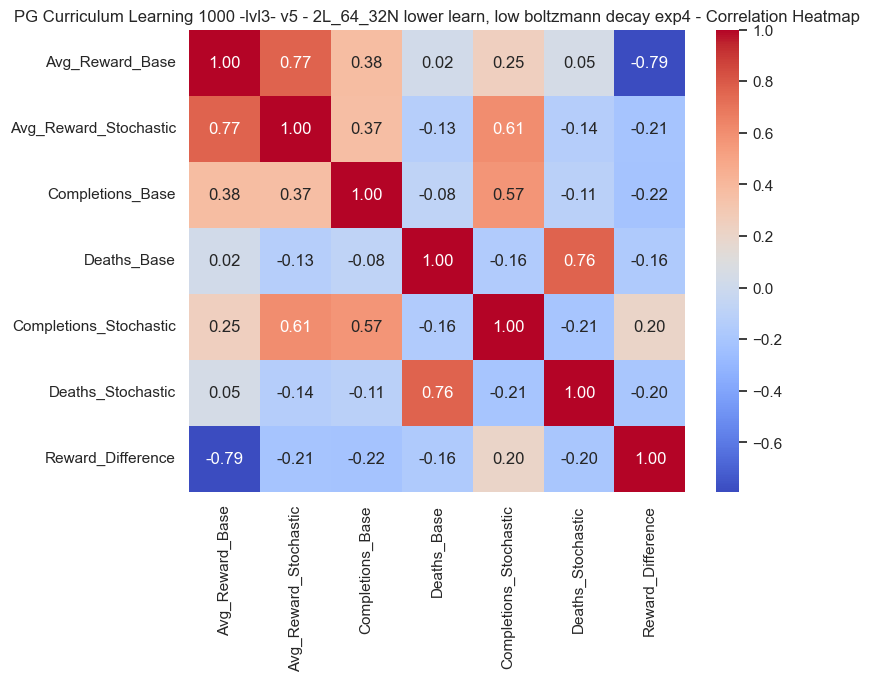 PG Curriculum Learning 1000 -lvl3- v5 - 2L_64_32N lower learn, low boltzmann decay exp4 - Correlation Heatmap
Avg_Reward_Base 1.00 0.77 0.38 0.02 0.25 0.05 -0.79
Avg_Reward_Stochastic 0.77 1.00 0.37 -0.13 0.61 -0.14 -0.21
Completions_Base 0.38 0.37 1.00 -0.08 0.57 -0.11 -0.22
Deaths_Base 0.02 -0.13 -0.08 1.00 -0.16 0.76 -0.16
Completions_Stochastic 0.25 0.61 0.57 -0.16 1.00 -0.21 0.20
Deaths_Stochastic 0.05 -0.14 -0.11 0.76 -0.21 1.00 -0.20
Reward_Difference -0.79 -0.21 -0.22 -0.16 0.20 -0.20 1.00
Avg_Reward_Base
Avg_Reward_Stochastic
Completions_Base
Deaths_Base
Completions_Stochastic
Deaths_Stochastic
Reward_Difference
1.0
0.8
0.6
0.4
0.2
0.0
−0.2
−0.4
−0.6